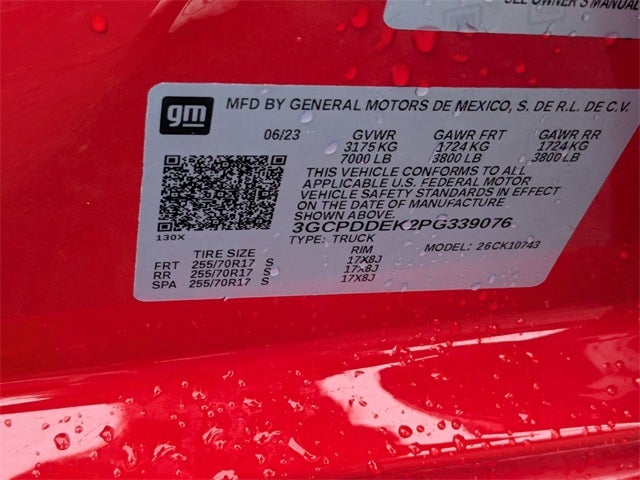 SEE OWNER'S MANUAL
gm
MFD BY GENERAL MOTORS DE MEXICO, S. DE R.L. DE C.V.
06/23 GVWR GAWR FRT GAWR RR
3175 KG 1724 KG 1724 KG
7000 LB 3800 LB 3800 LB
THIS VEHICLE CONFORMS TO ALL
APPLICABLE U.S. FEDERAL MOTOR
VEHICLE SAFETY STANDARDS IN EFFECT
ON THE DATE OF MANUFACTURE
SHOWN ABOVE.
3GCPDDEK2PG339076
TYPE: TRUCK MODEL: 26CK10743
130X
TIRE SIZE RIM
FRT 255/70R17 S 17X8J
RR 255/70R17 S 17X8J
SPA 255/70R17 S 17X8J